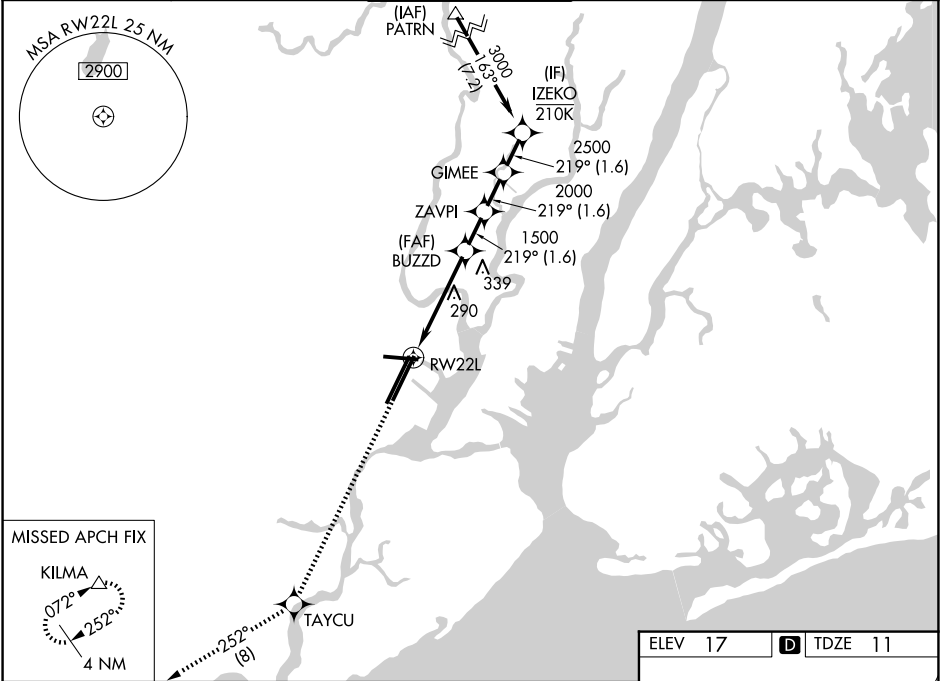 MSA RW22L 25 NM
2900
(IAF)
PATRN
3000
163°
(7.2)
(IF)
IZEKO
210K
2500
219° (1.6)
GIMEE
2000
219° (1.6)
ZAVPI
1500
219° (1.6)
(FAF)
BUZZD
339
290
RW22L
MISSED APCH FIX
KILMA
072°
252°
4 NM
TAYCU
252°
(8)
ELEV 17 D TDZE 11